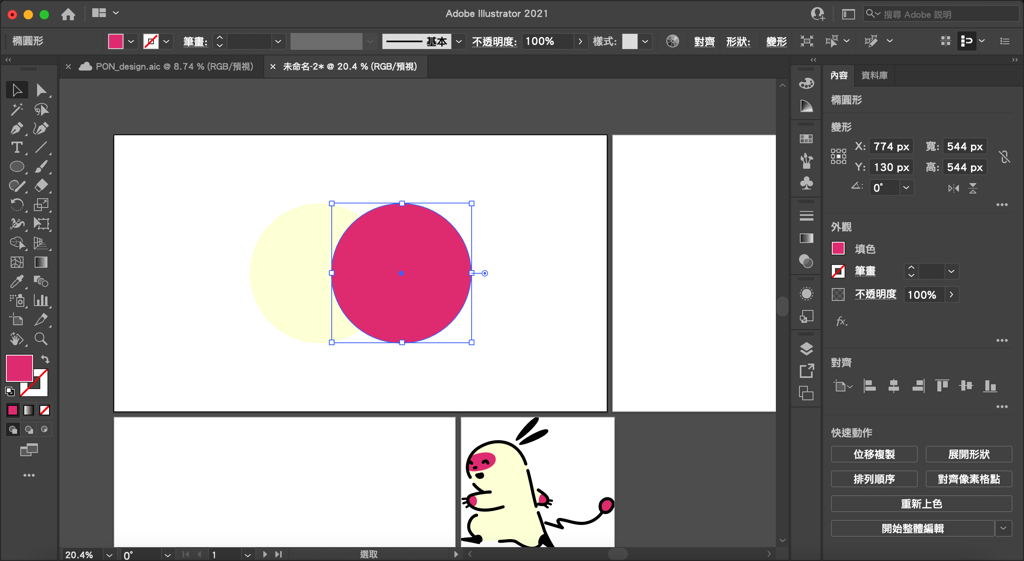 Adobe Illustrator 2021
搜尋 Adobe 說明
橢圓形
筆畫:
基本
不透明度: 100%
樣式:
對齊 形狀: 變形
× PON_design.aic @ 8.74 % (RGB/預視)
× 未命名-2* @ 20.4 % (RGB/預視)
內容 資料庫
橢圓形
變形
X: 774 px 寬: 544 px
Y: 130 px 高: 544 px
0°
外觀
填色
筆畫
不透明度 100%
fx.
對齊
快速動作
位移複製 展開形狀
排列順序 對齊像素格點
重新上色
開始整體編輯
20.4% 0° 1 選取